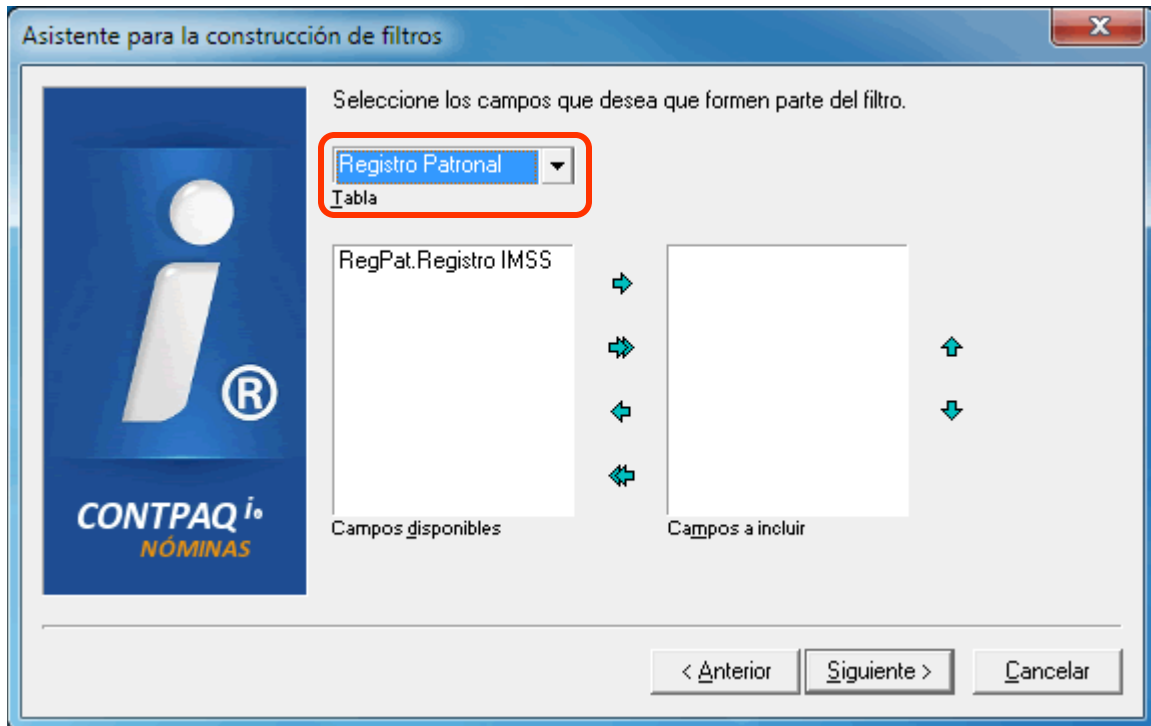 Asistente para la construcción de filtros
Seleccione los campos que desea que formen parte del filtro.
Registro Patronal
Tabla
RegPat.Registro IMSS
Campos disponibles
Campos a incluir
®
CONTPAQ i®
NÓMINAS
< Anterior
Siguiente >
Cancelar